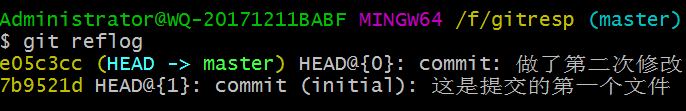 Administrator@WQ-20171211BABF MINGW64 /f/gitresp (master)
$ git reflog
e05c3cc (HEAD -> master) HEAD@{0}: commit: 做了第二次修改
7b9521d HEAD@{1}: commit (initial): 这是提交的第一个文件